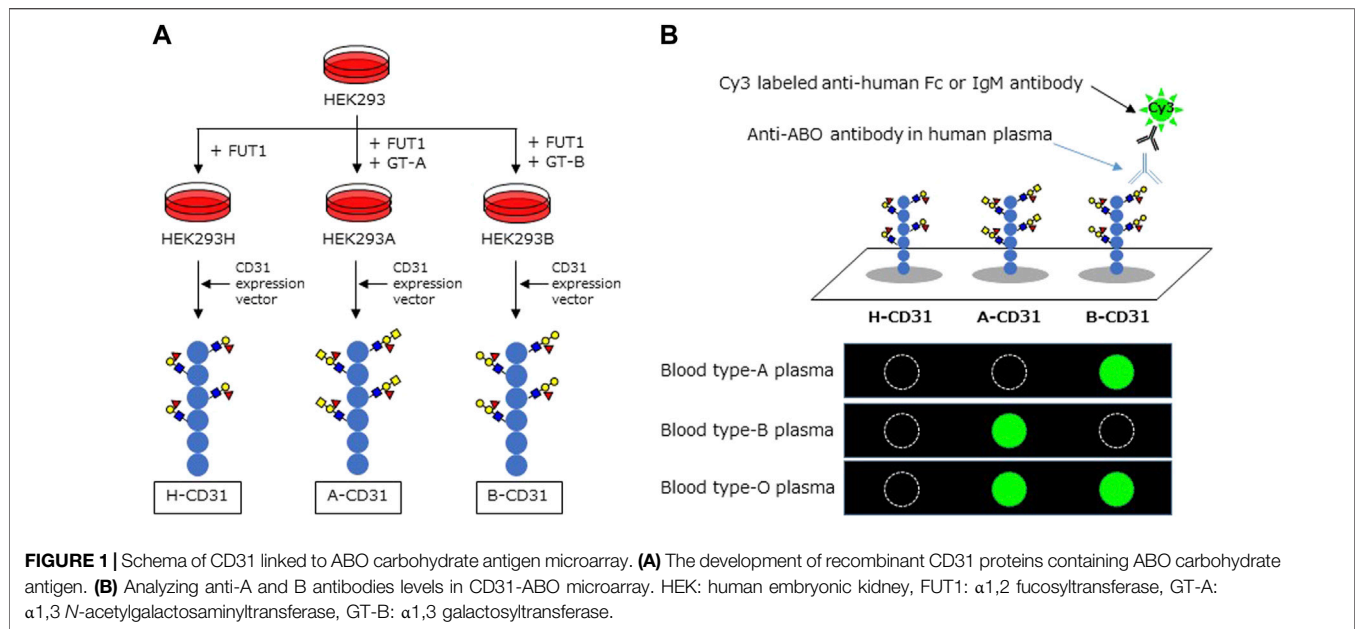 A
HEK293
+ FUT1
+ FUT1
+ GT-A
+ FUT1
+ GT-B
HEK293H
HEK293A
HEK293B
CD31
expression
vector
CD31
expression
vector
CD31
expression
vector
H-CD31
A-CD31
B-CD31
B
Cy3 labeled anti-human Fc or IgM antibody
Cy3
Anti-ABO antibody in human plasma
H-CD31
A-CD31
B-CD31
Blood type-A plasma
Blood type-B plasma
Blood type-O plasma
FIGURE 1 | Schema of CD31 linked to ABO carbohydrate antigen microarray. (A) The development of recombinant CD31 proteins containing ABO carbohydrate
antigen. (B) Analyzing anti-A and B antibodies levels in CD31-ABO microarray. HEK: human embryonic kidney, FUT1: α1,2 fucosyltransferase, GT-A:
α1,3 N-acetylgalactosaminyltransferase, GT-B: α1,3 galactosyltransferase.